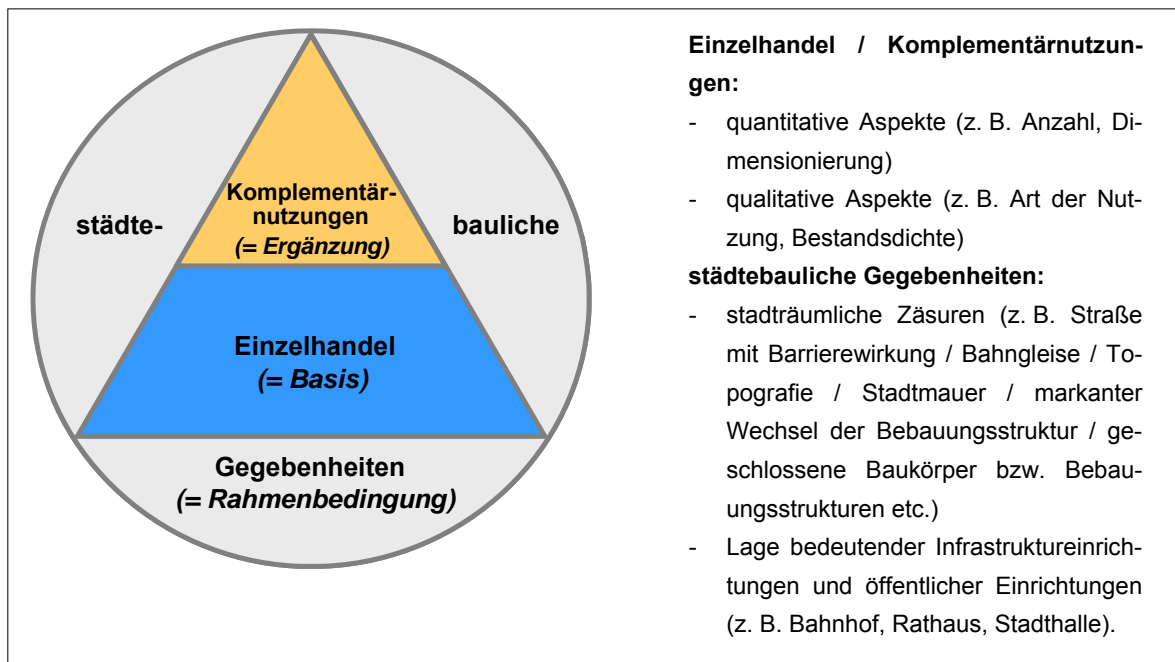 städte-
Komplementär-
nutzungen
(= Ergänzung)
bauliche
Einzelhandel
(= Basis)
Gegebenheiten
(= Rahmenbedingung)
Einzelhandel / Komplementärnutzun-
gen:
- quantitative Aspekte (z. B. Anzahl, Di-
mensionierung)
- qualitative Aspekte (z. B. Art der Nut-
zung, Bestandsdichte)
städtebauliche Gegebenheiten:
- stadträumliche Zäsuren (z. B. Straße
mit Barrierewirkung / Bahngleise / To-
pografie / Stadtmauer / markanter
Wechsel der Bebauungsstruktur / ge-
schlossene Baukörper bzw. Bebau-
ungsstrukturen etc.)
- Lage bedeutender Infrastruktureinrich-
tungen und öffentlicher Einrichtungen
(z. B. Bahnhof, Rathaus, Stadthalle).